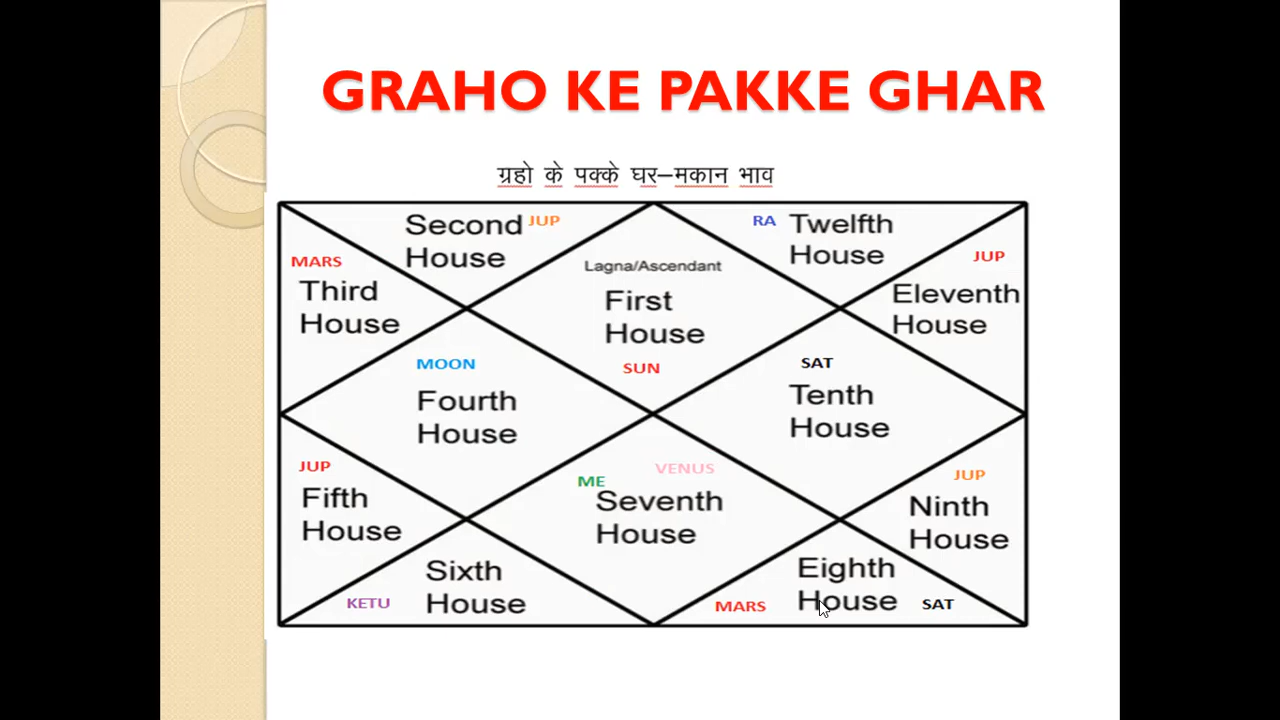 GRAHO KE PAKKE GHAR
ग्रहो के पक्के घर–मकान भाव
Second JUP
House
RA Twelfth
House
MARS
Third
House
Lagna/Ascendant
First
House
SUN
JUP
Eleventh
House
MOON
Fourth
House
SAT
Tenth
House
JUP
Fifth
House
VENUS
ME
Seventh
House
JUP
Ninth
House
Sixth
House
KETU
Eighth
House
MARS
SAT